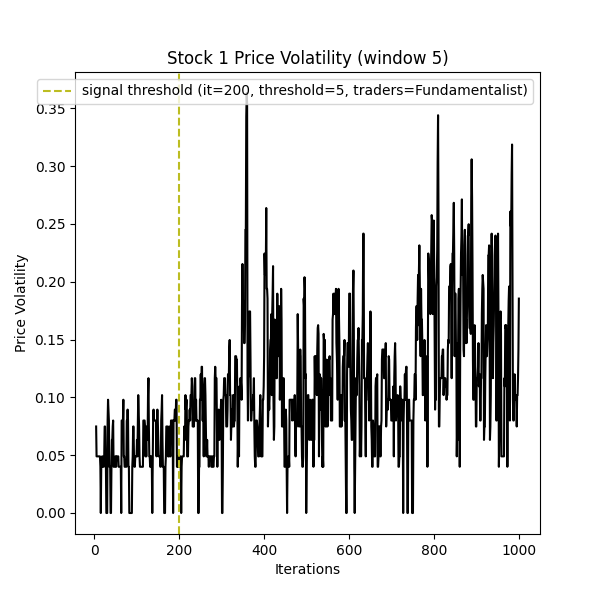 Stock 1 Price Volatility (window 5)
signal threshold (it=200, threshold=5, traders=Fundamentalist)
0.35
0.30
0.25
0.20
0.15
0.10
0.05
0.00
Price Volatility
0 200 400 600 800 1000
Iterations